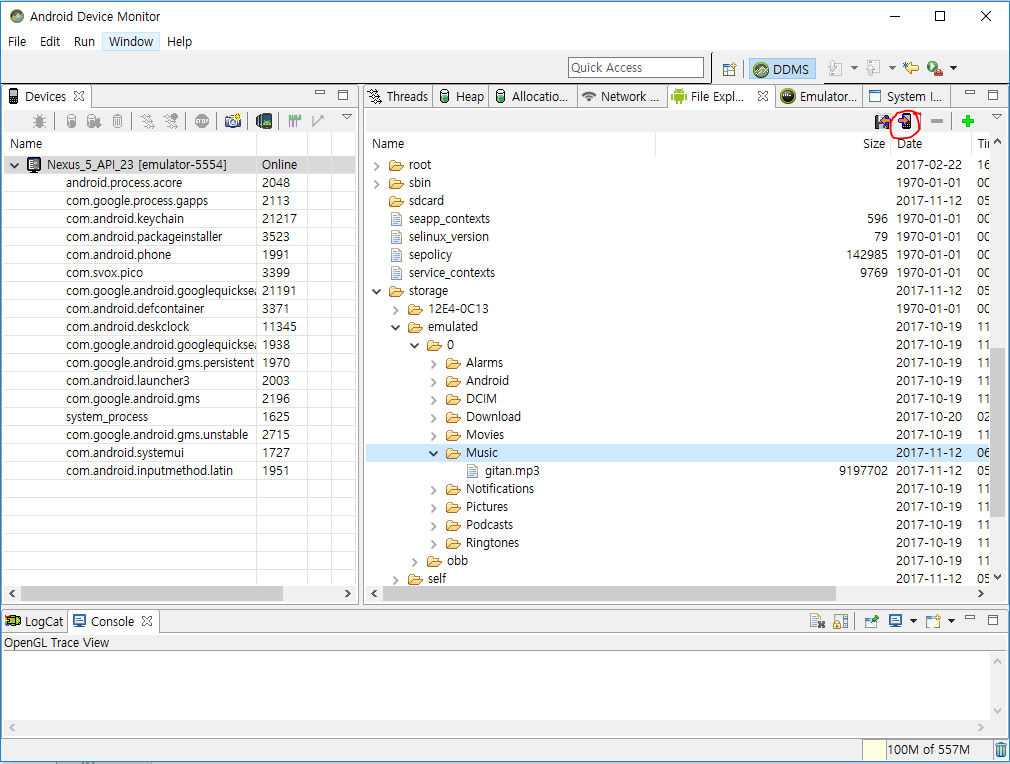 Android Device Monitor
File Edit Run Window Help
Quick Access DDMS
Devices
Name
Nexus_5_API_23 [emulator-5554] Online
android.process.acore 2048
com.google.process.gapps 2113
com.android.keychain 21217
com.android.packageinstaller 3523
com.android.phone 1991
com.svox.pico 3399
com.google.android.googlequicksea 21191
com.android.defcontainer 3371
com.android.deskclock 11345
com.google.android.googlequicksea 1938
com.google.android.gms.persistent 1970
com.android.launcher3 2003
com.google.android.gms 2196
system_process 1625
com.google.android.gms.unstable 2715
com.android.systemui 1727
com.android.inputmethod.latin 1951
Threads Heap Allocatio... Network ... File Expl... Emulator... System I...
Name Size Date Tir
root 2017-02-22 16
sbin 1970-01-01 00
sdcard 2017-11-12 05
seapp_contexts 596 1970-01-01 00
selinux_version 79 1970-01-01 00
sepolicy 142985 1970-01-01 00
service_contexts 9769 1970-01-01 00
storage 2017-11-12 05
12E4-0C13 1970-01-01 00
emulated 2017-10-19 11
0 2017-10-19 11
Alarms 2017-10-19 11
Android 2017-10-19 11
DCIM 2017-10-19 11
Download 2017-10-20 02
Movies 2017-10-19 11
Music 2017-11-12 06
gitan.mp3 9197702 2017-11-12 05
Notifications 2017-10-19 11
Pictures 2017-10-19 11
Podcasts 2017-10-19 11
Ringtones 2017-10-19 11
obb 2017-10-19 11
self 2017-11-12 05
LogCat Console
OpenGL Trace View
100M of 557M